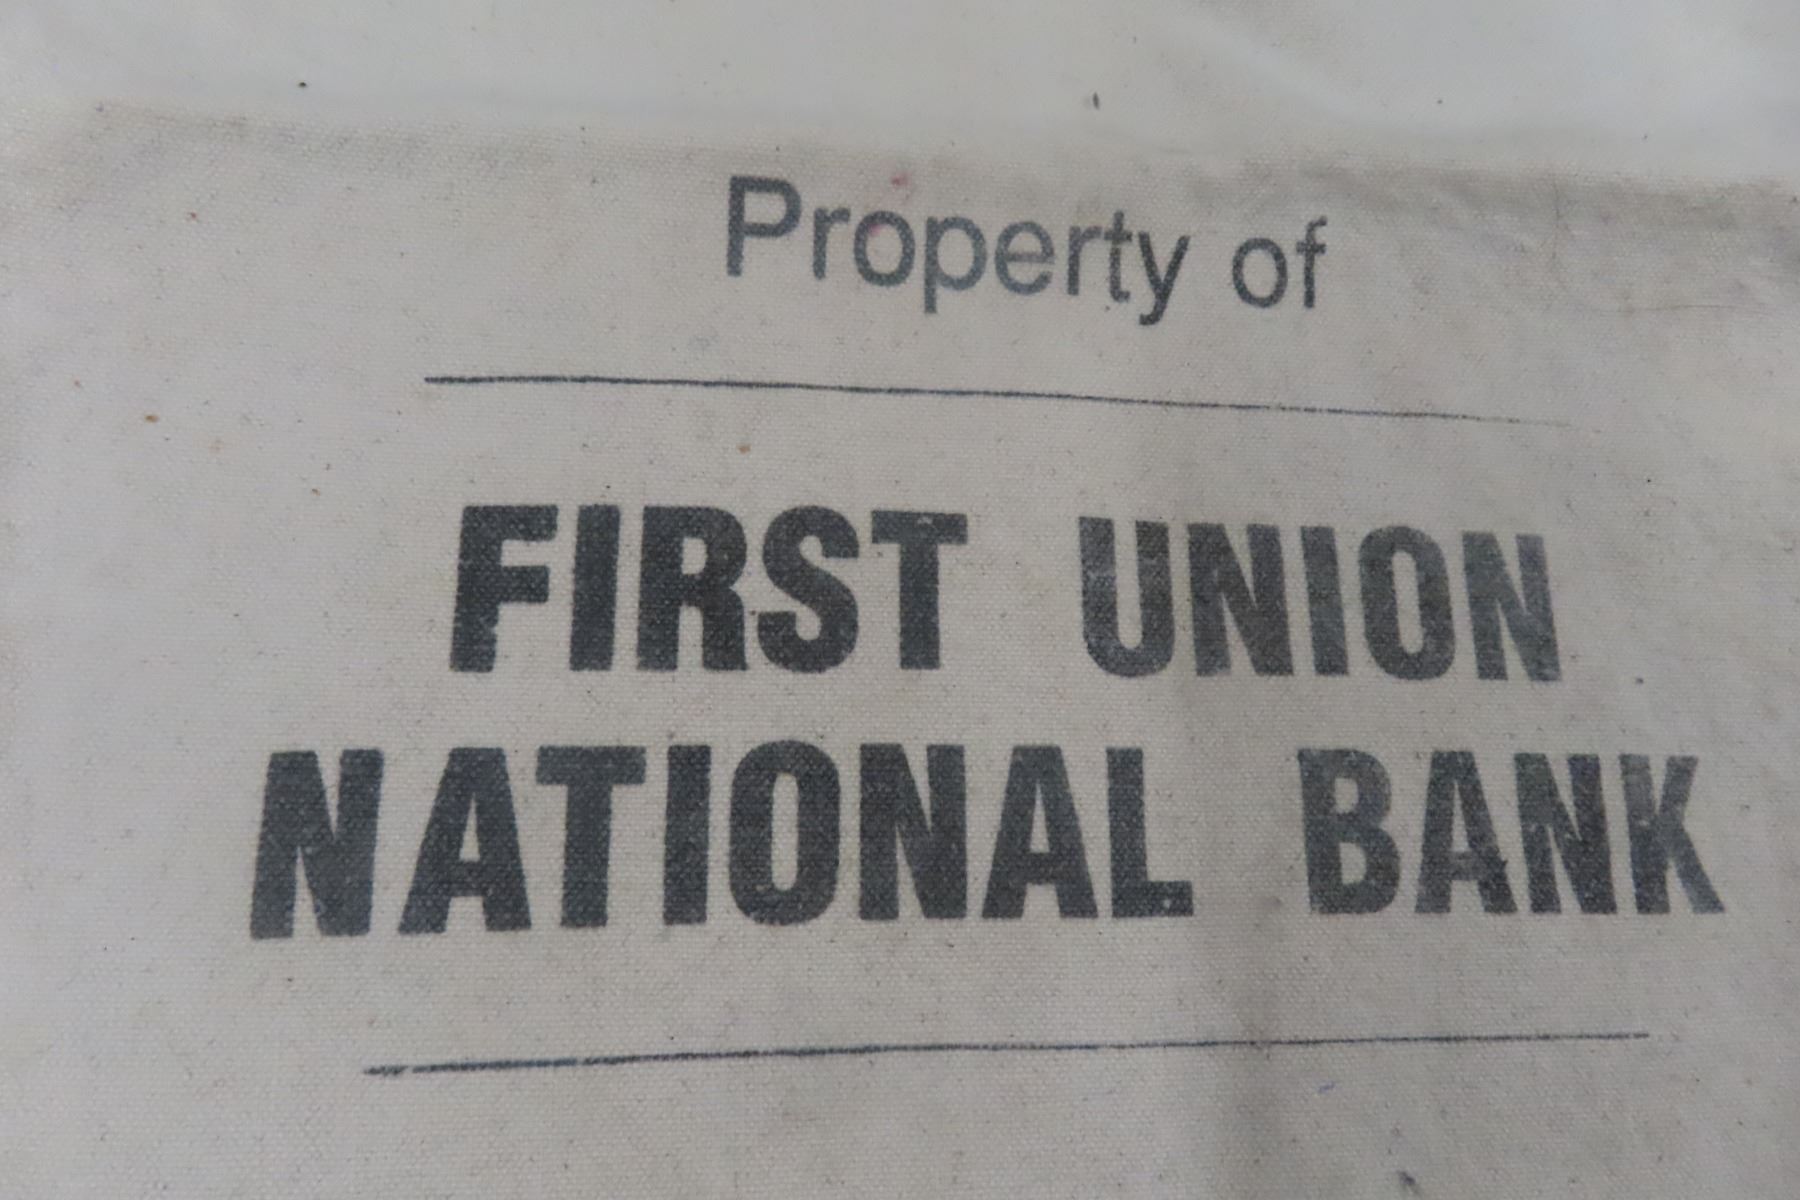 Property of
FIRST UNION
NATIONAL BANK